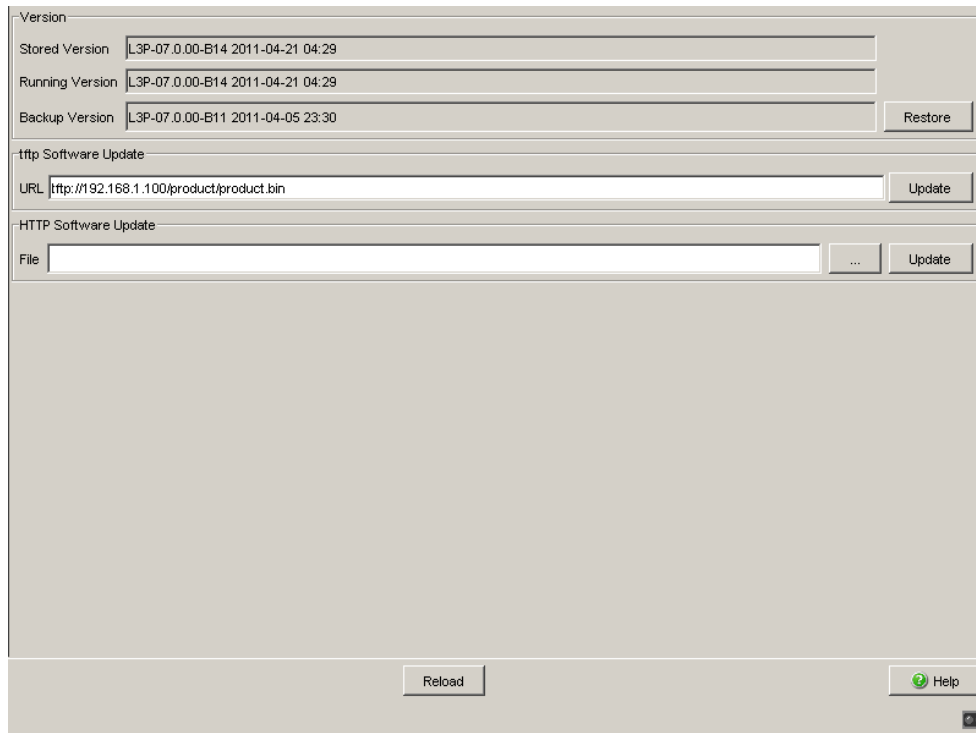 Version
Stored Version L3P-07.0.00-B14 2011-04-21 04:29
Running Version L3P-07.0.00-B14 2011-04-21 04:29
Backup Version L3P-07.0.00-B11 2011-04-05 23:30 Restore
tftp Software Update
URL tftp://192.168.1.100/product/product.bin Update
HTTP Software Update
File ... Update
Reload Help